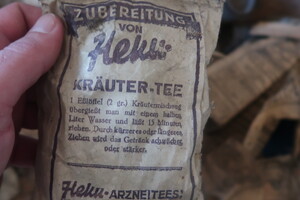 ZUBEREITUNG
VON
Heku-
KRÄUTER-TEE
1 Eßlöffel (2 gr.) Kräutermischung
übergießt man mit einem halben
Liter Wasser und läßt 15 Minuten
ziehen. Durch kürzeres oder längeres
Ziehen wird das Getränk schwächer
oder stärker.
Heku-ARZNEITEES: